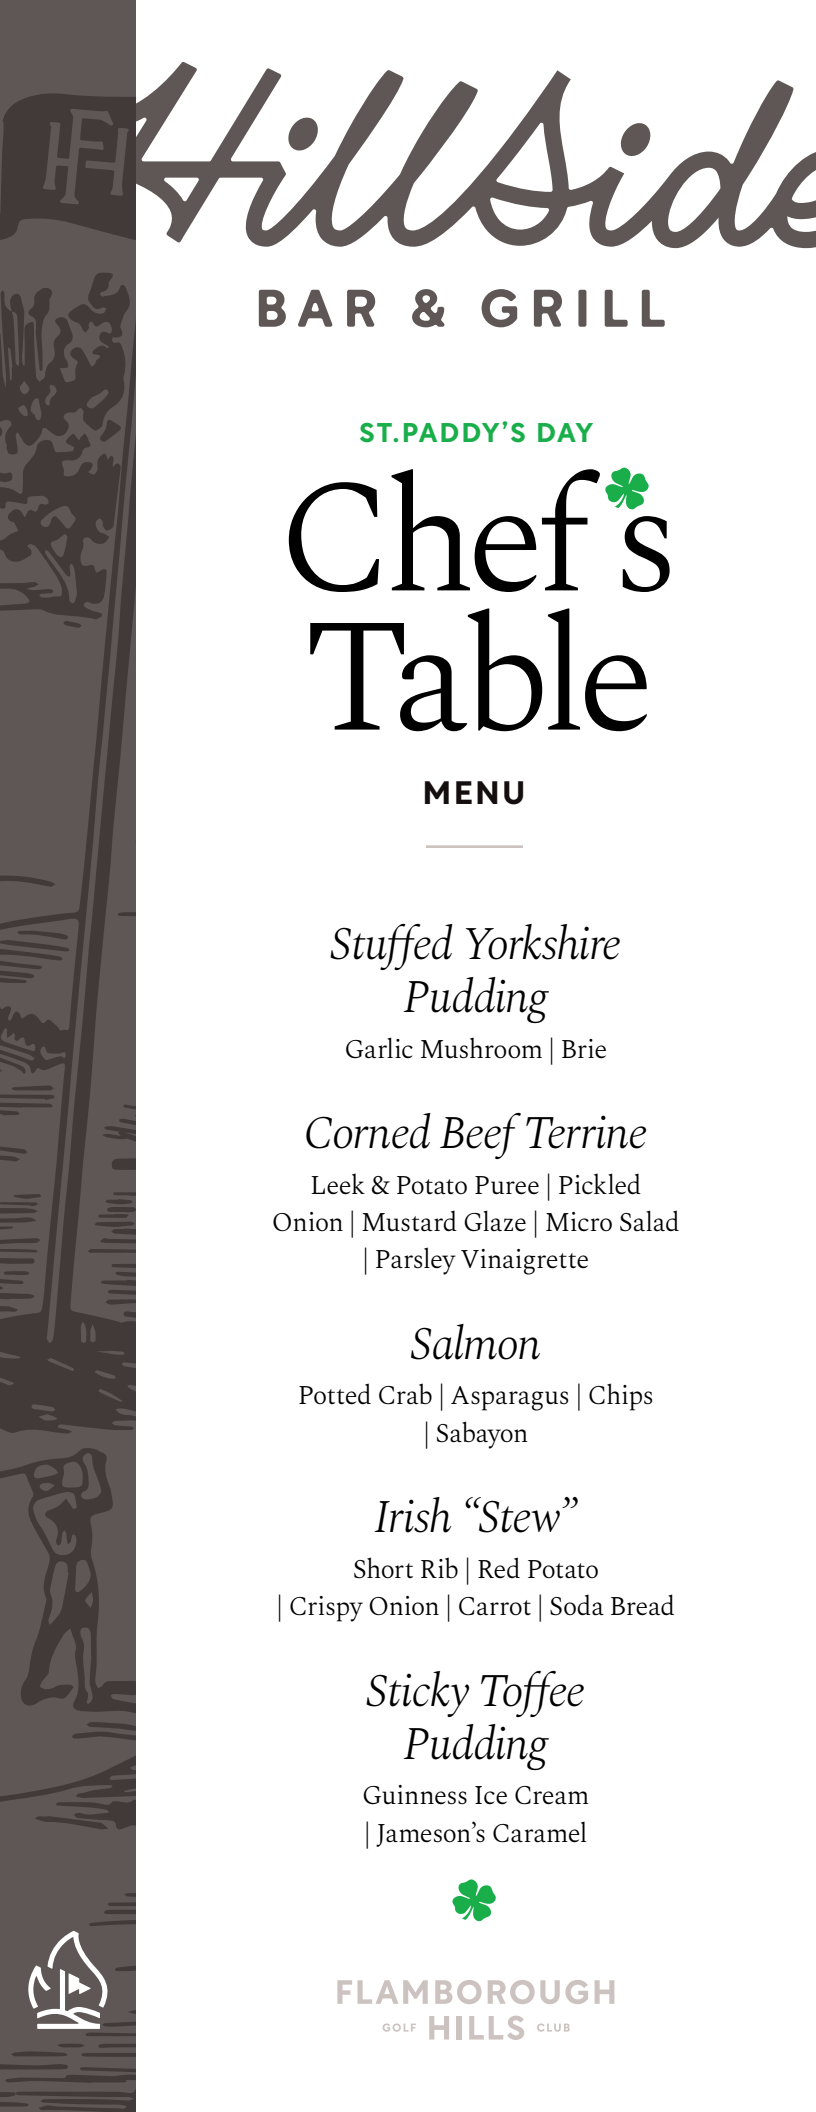 FH
HillSide
BAR & GRILL
ST.PADDY’S DAY
Chef's
Table
MENU
Stuffed Yorkshire
Pudding
Garlic Mushroom | Brie
Corned Beef Terrine
Leek & Potato Puree | Pickled
Onion | Mustard Glaze | Micro Salad
| Parsley Vinaigrette
Salmon
Potted Crab | Asparagus | Chips
| Sabayon
Irish “Stew”
Short Rib | Red Potato
| Crispy Onion | Carrot | Soda Bread
Sticky Toffee
Pudding
Guinness Ice Cream
| Jameson’s Caramel
FLAMBOROUGH
GOLF HILLS CLUB